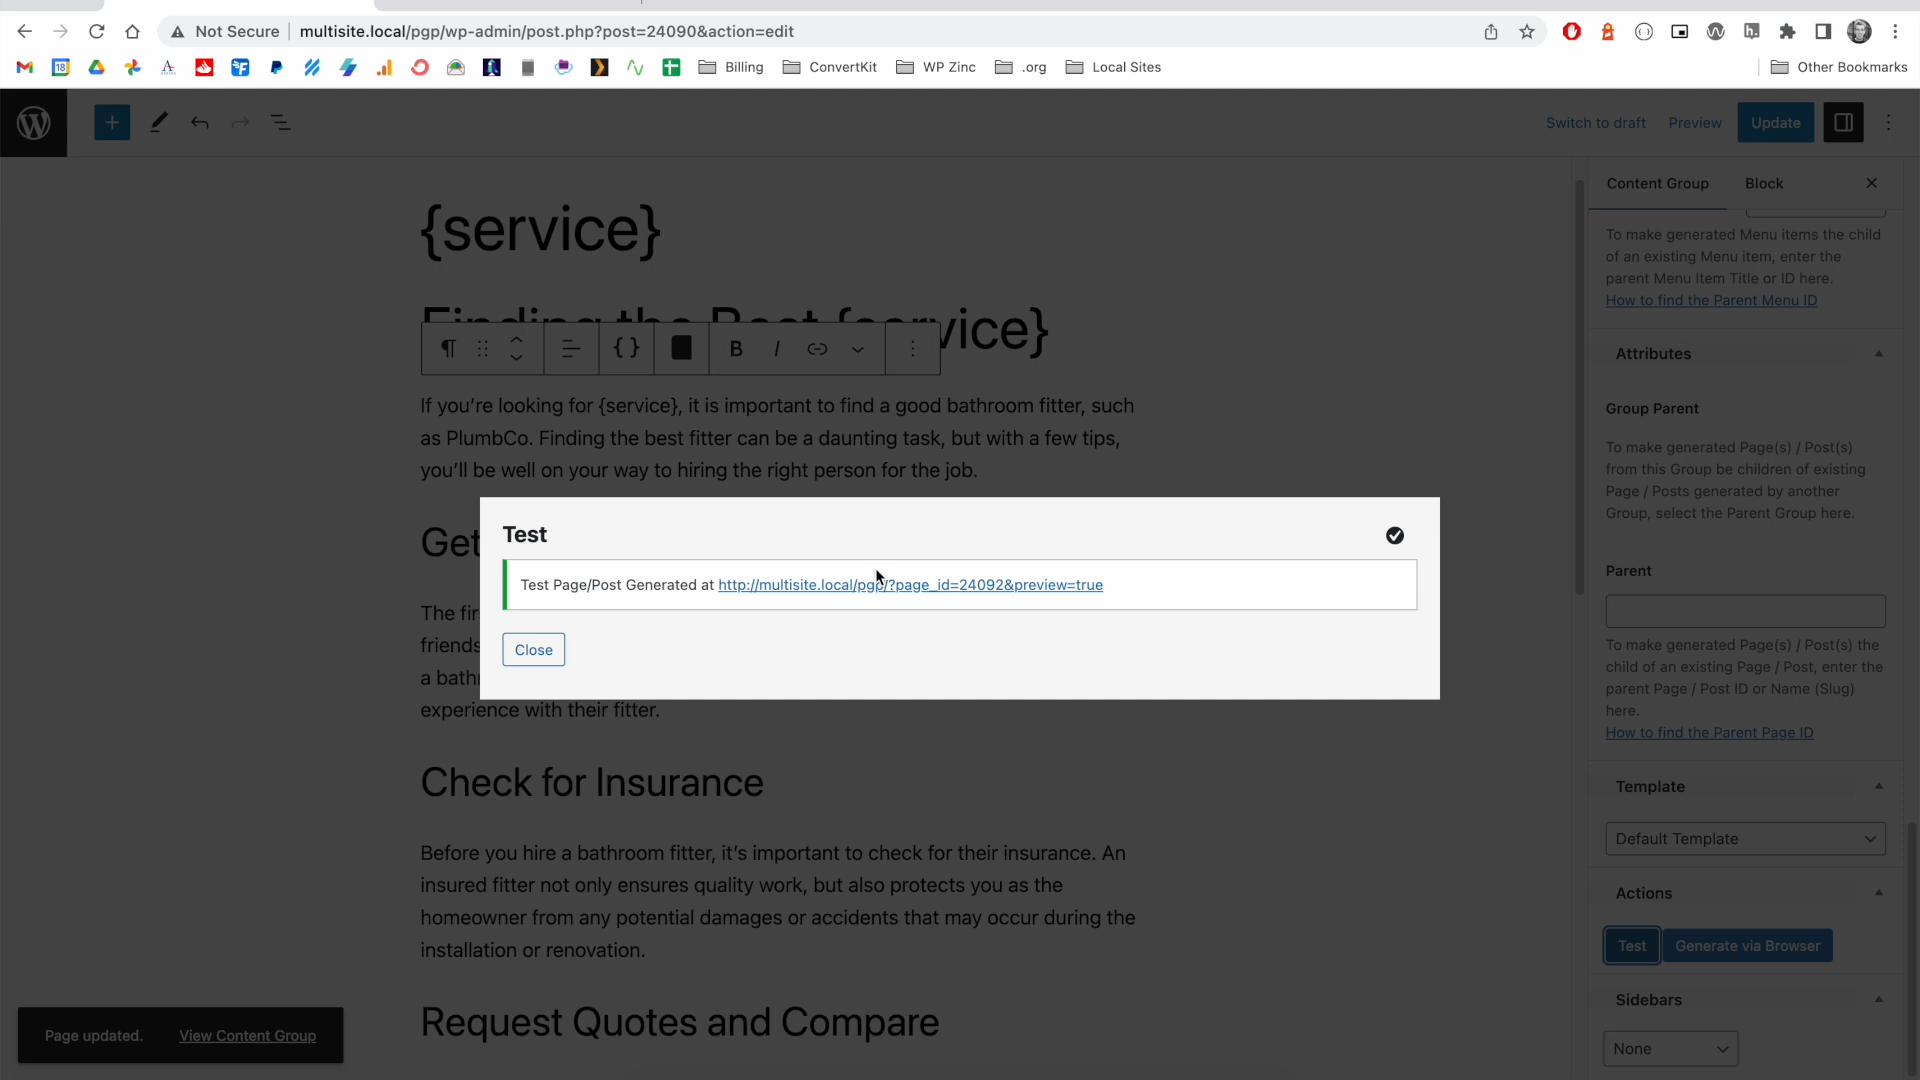 Not Secure
multisite.local/pgp/wp-admin/post.php?post=24090&action=edit
Billing
ConvertKit
WP Zinc
.org
Local Sites
Other Bookmarks
Switch to draft
Preview
Update
{service}
Finding the Best {service}
If you're looking for {service}, it is important to find a good bathroom fitter, such
as PlumbCo. Finding the best fitter can be a daunting task, but with a few tips,
you'll be well on your way to hiring the right person for the job.
Get
The fir
friends
a bath
experience with their fitter.
Test
Test Page/Post Generated at http://multisite.local/pgp/?page_id=24092&preview=true
Close
Check for Insurance
Before you hire a bathroom fitter, it's important to check for their insurance. An
insured fitter not only ensures quality work, but also protects you as the
homeowner from any potential damages or accidents that may occur during the
installation or renovation.
Request Quotes and Compare
Page updated.
View Content Group
Content Group
Block
To make generated Menu items the child
of an existing Menu item, enter the
parent Menu Item Title or ID here.
How to find the Parent Menu ID
Attributes
Group Parent
To make generated Page(s) / Post(s)
from this Group be children of existing
Page / Posts generated by another
Group, select the Parent Group here.
Parent
To make generated Page(s) / Post(s) the
child of an existing Page / Post, enter the
parent Page / Post ID or Name (Slug)
here.
How to find the Parent Page ID
Template
Default Template
Actions
Test
Generate via Browser
Sidebars
None